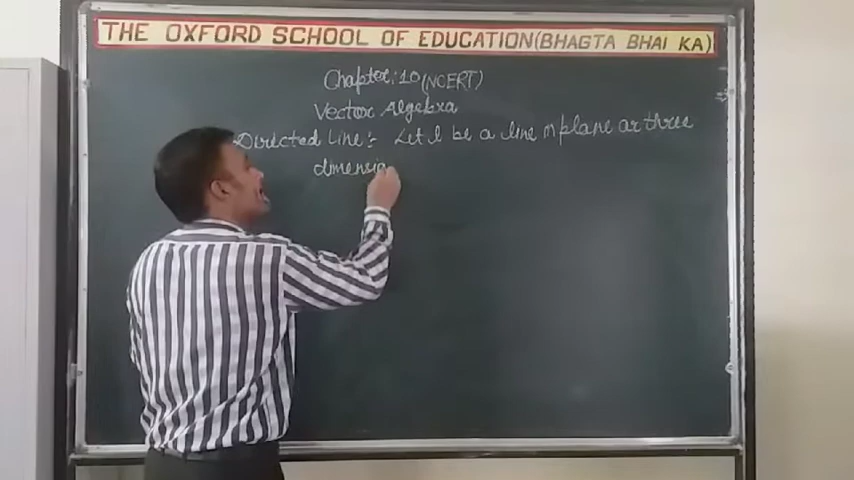 THE OXFORD SCHOOL OF EDUCATION(BHAGTA BHAI KA)
Chapter:10(NCERT)
Vector Algebra
Directed Line:- Let l be a line in plane or three
dimensio